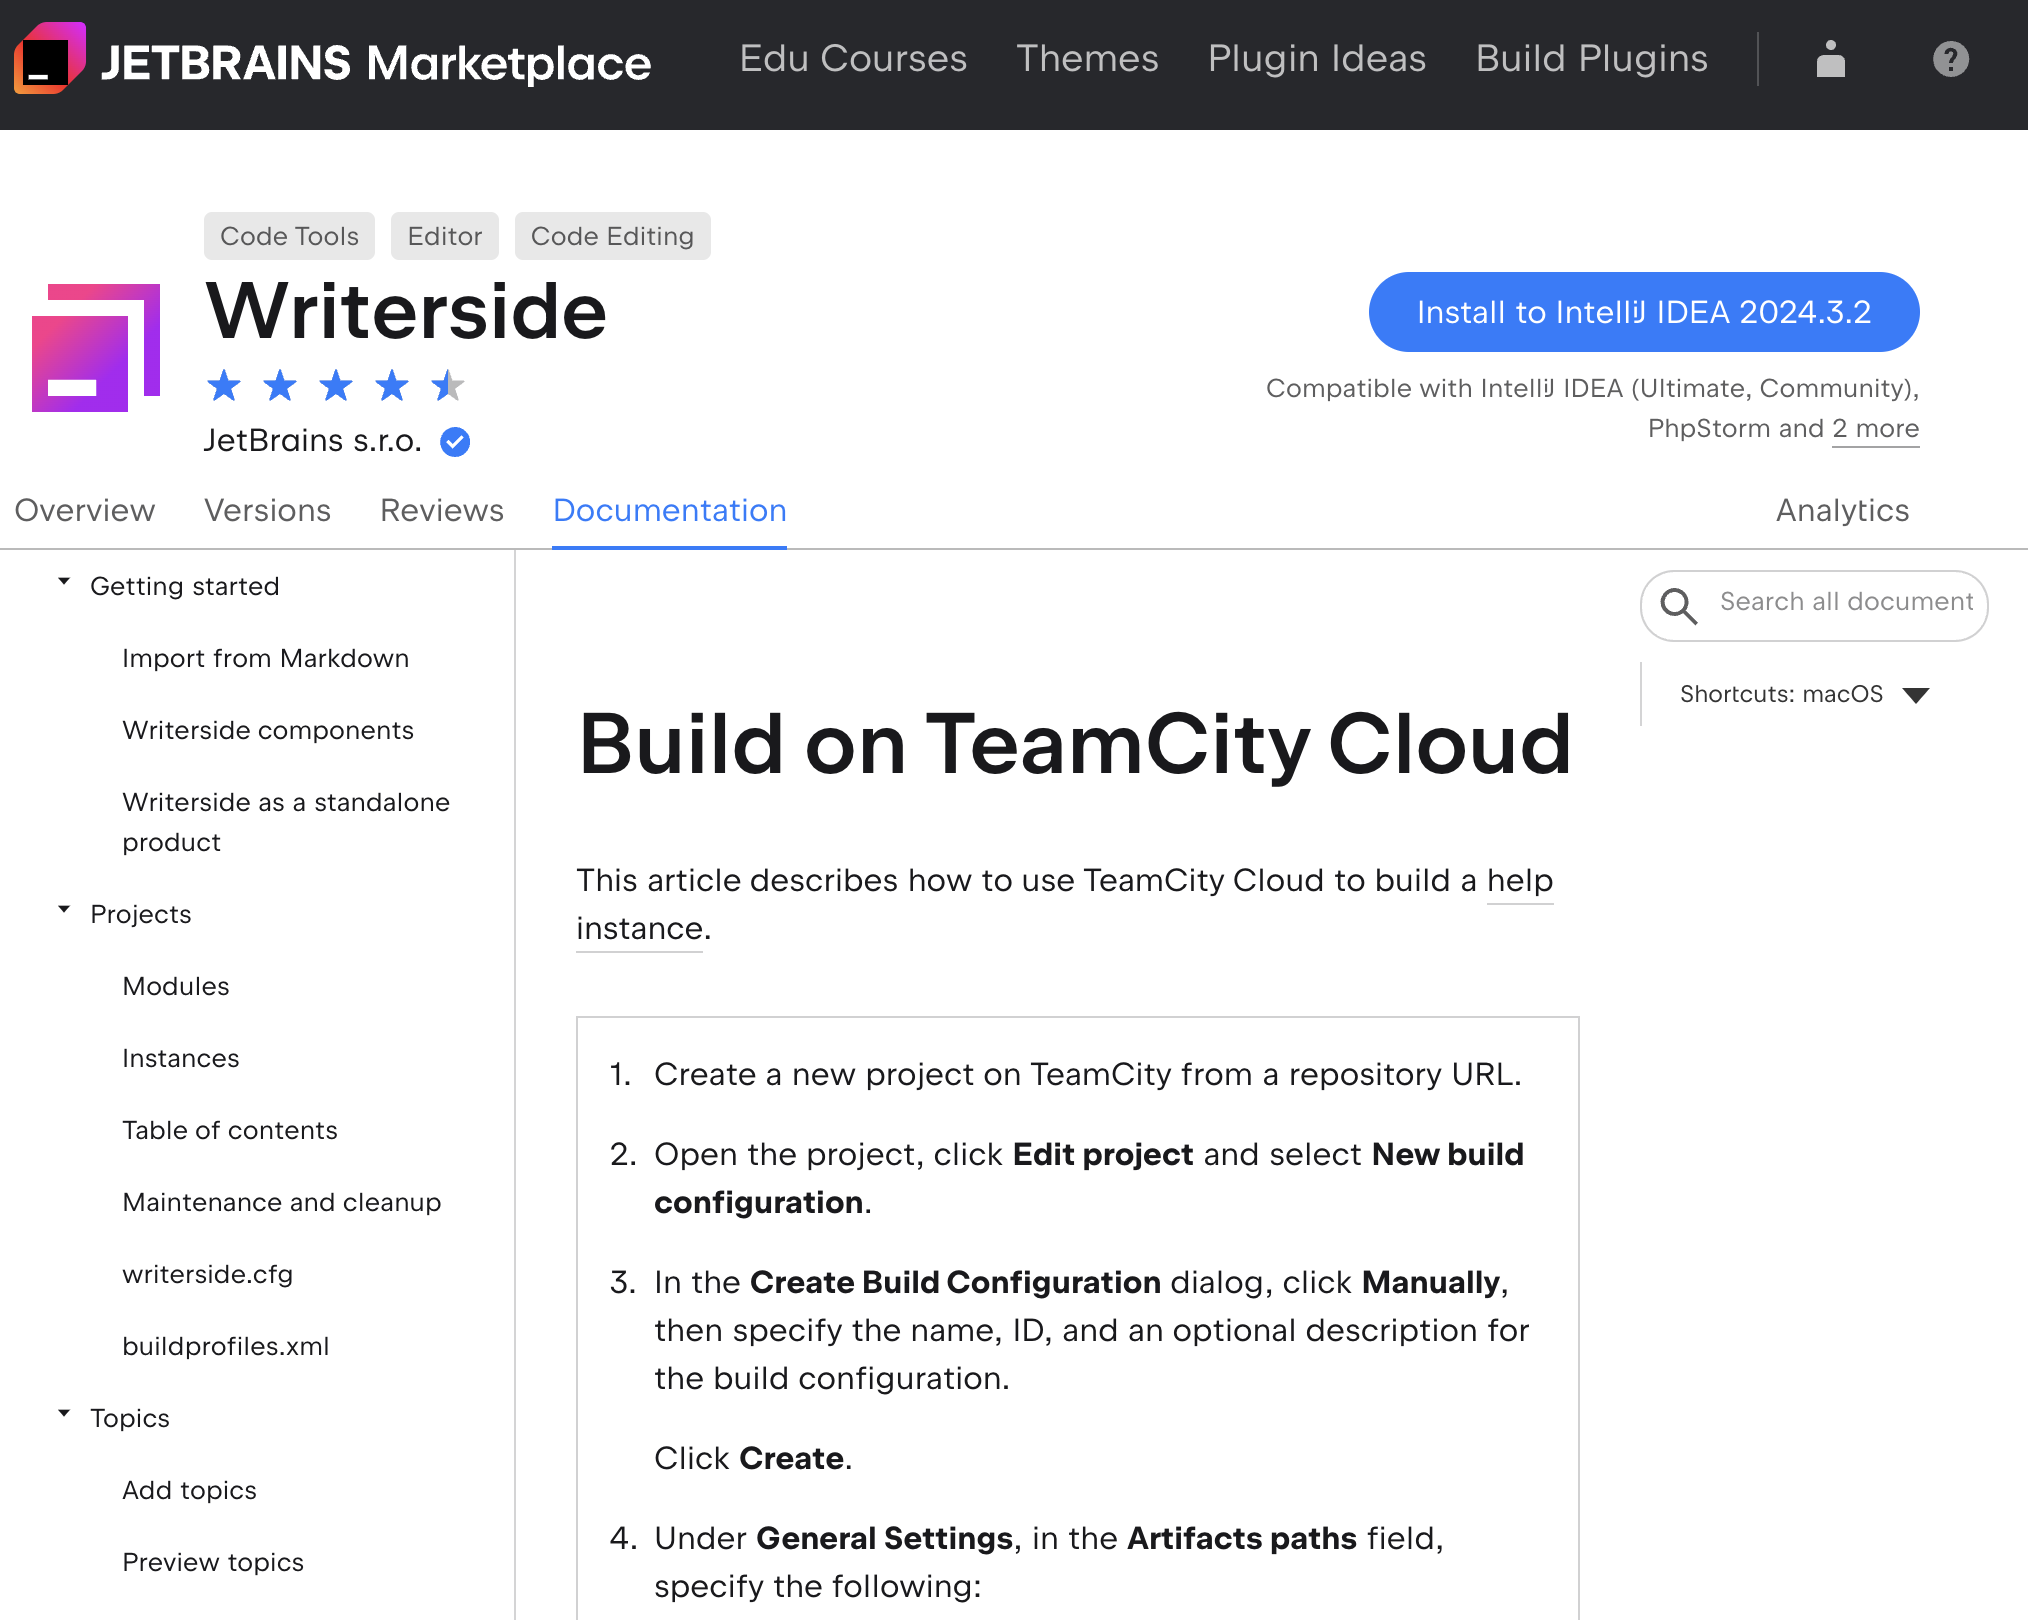 JETBRAINS Marketplace
Edu Courses
Themes
Plugin Ideas
Build Plugins
?
Code Tools
Editor
Code Editing
Writerside
JetBrains s.r.o.
Install to IntelliJ IDEA 2024.3.2
Compatible with IntelliJ IDEA (Ultimate, Community),
PhpStorm and 2 more
Overview
Versions
Reviews
Documentation
Analytics
Getting started
Import from Markdown
Writerside components
Writerside as a standalone
product
Projects
Modules
Instances
Table of contents
Maintenance and cleanup
writerside.cfg
buildprofiles.xml
Topics
Add topics
Preview topics
Build on TeamCity Cloud
This article describes how to use TeamCity Cloud to build a help
instance.
1. Create a new project on TeamCity from a repository URL.
2. Open the project, click Edit project and select New build
configuration.
3. In the Create Build Configuration dialog, click Manually,
then specify the name, ID, and an optional description for
the build configuration.
Click Create.
4. Under General Settings, in the Artifacts paths field,
specify the following:
Search all document
Shortcuts: macOS